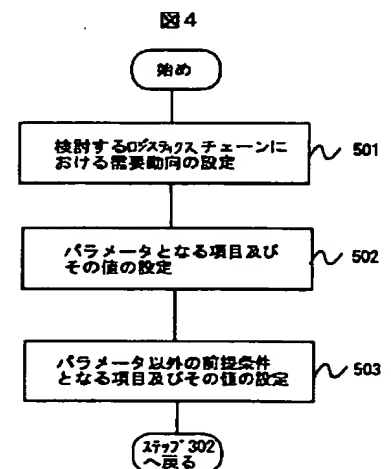 図4
始め
検討するロジスティクスチェーンに
おける需要動向の設定
501
パラメータとなる項目及び
その値の設定
502
パラメータ以外の前提条件
となる項目及びその値の設定
503
ステップ302
へ戻る